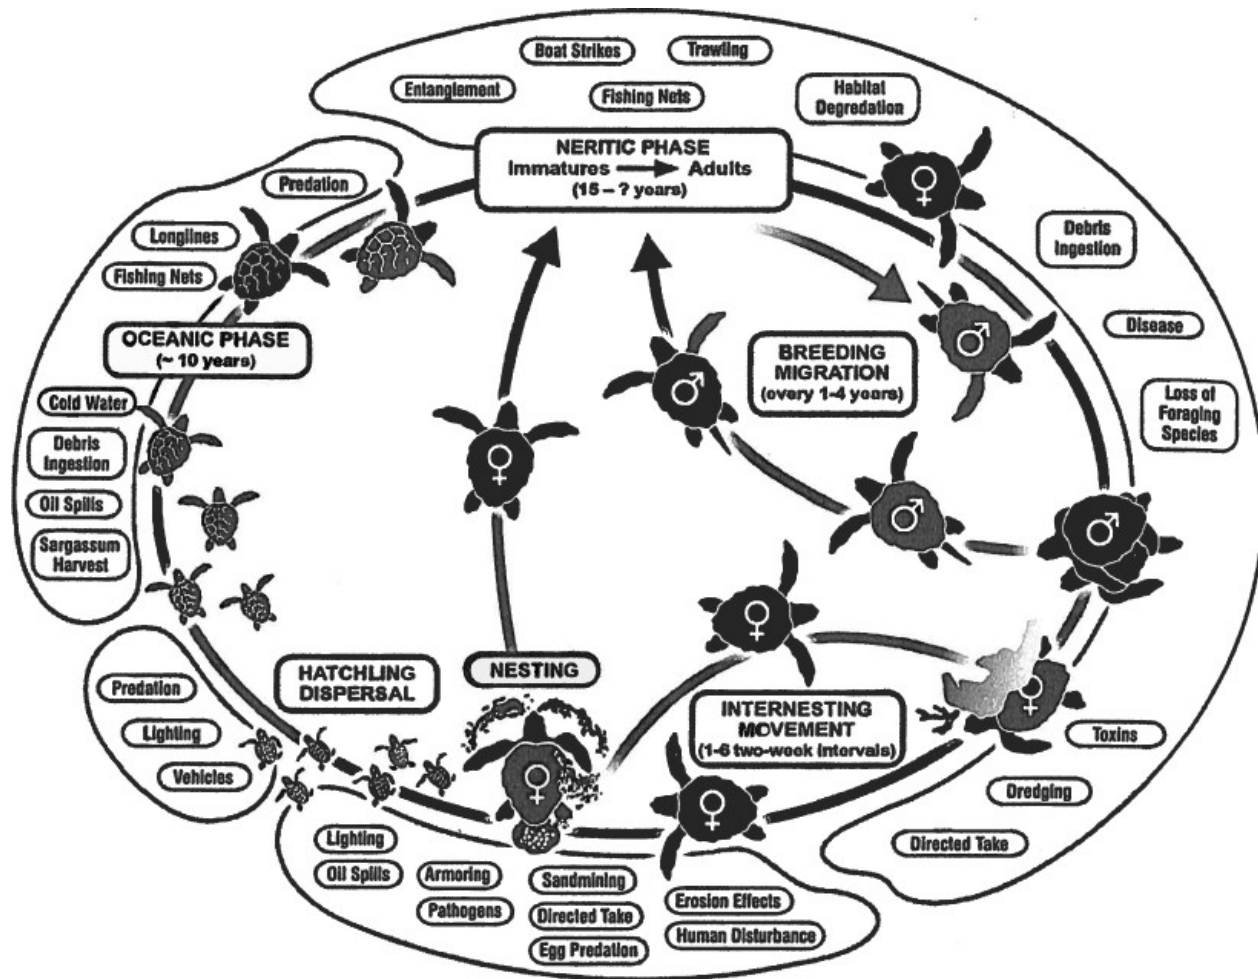 Boat Strikes
Trawling
Entanglement
Fishing Nets
Habitat
Degredation
NERITIC PHASE
Immatures
Adults
(15 – ? years)
Predation
Longlines
Fishing Nets
OCEANIC PHASE
(~ 10 years)
Cold Water
Debris
Ingestion
Oil Spills
Sargassum
Harvest
Debris
Ingestion
Disease
Loss of
Foraging
Species
BREEDING
MIGRATION
(every 1-4 years)
HATCHLING
DISPERSAL
NESTING
INTERNESTING
MOVEMENT
(1-6 two-week intervals)
Predation
Lighting
Vehicles
Toxins
Dredging
Directed Take
Lighting
Oil Spills
Armoring
Pathogens
Sandmining
Directed Take
Egg Predation
Erosion Effects
Human Disturbance